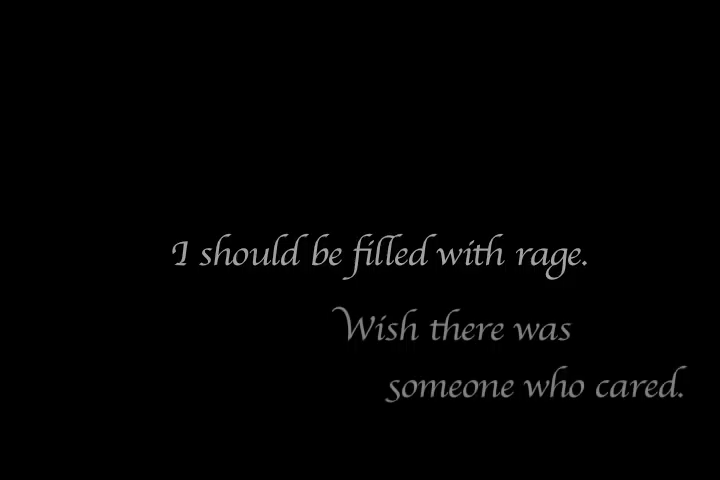 I should be filled with rage.
Wish there was
someone who cared.